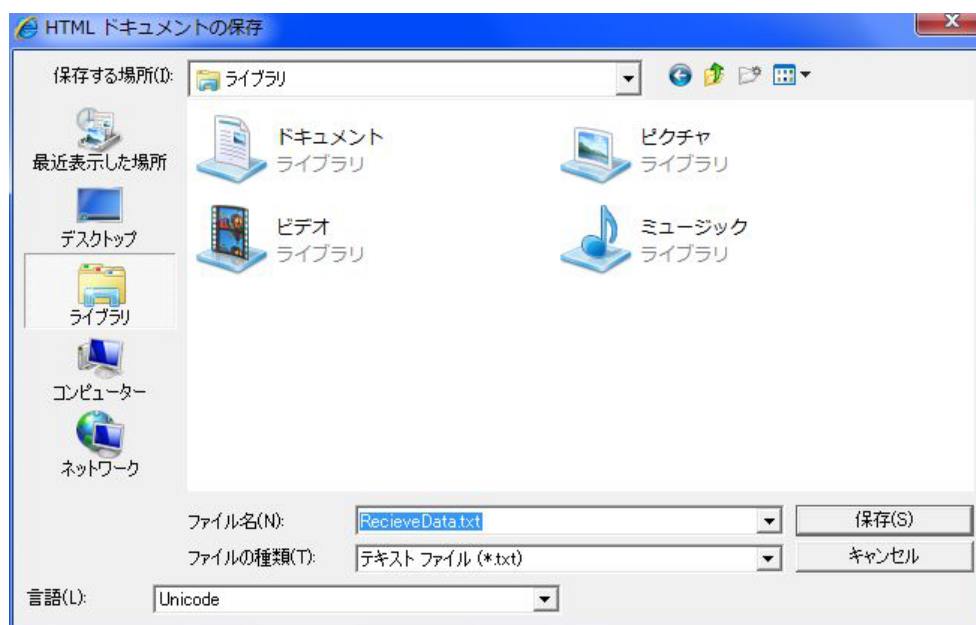 HTML ドキュメントの保存
保存する場所(I):
ライブラリ
最近表示した場所
デスクトップ
ライブラリ
コンピューター
ネットワーク
ドキュメント
ライブラリ
ピクチャ
ライブラリ
ビデオ
ライブラリ
ミュージック
ライブラリ
ファイル名(N):
RecieveData.txt
保存(S)
ファイルの種類(T):
テキスト ファイル (*.txt)
キャンセル
言語(L):
Unicode